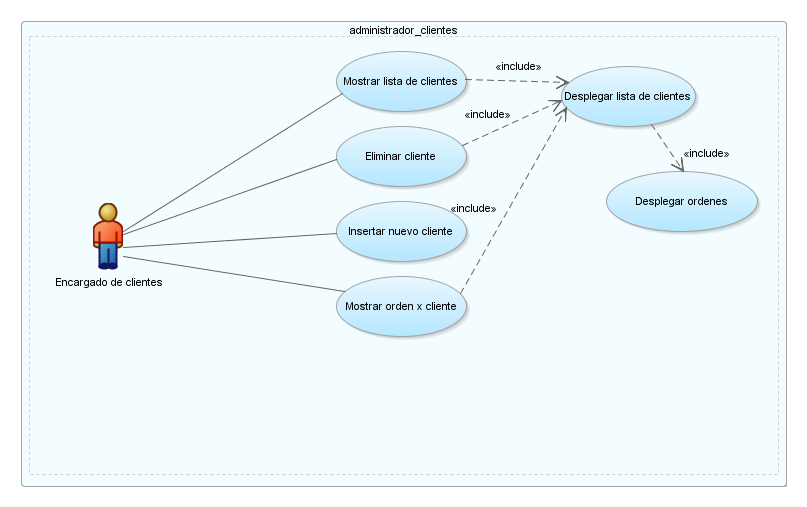 administrador_clientes
Mostrar lista de clientes
«include»
Desplegar lista de clientes
«include»
Eliminar cliente
«include»
Desplegar ordenes
«include»
Insertar nuevo cliente
Encargado de clientes
Mostrar orden x cliente